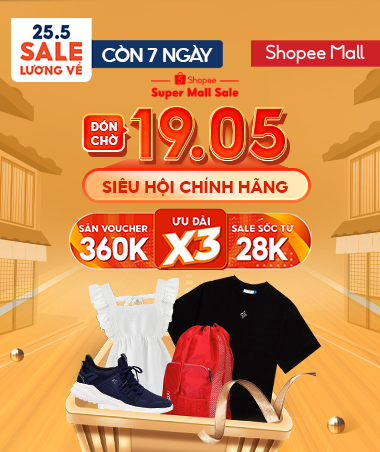 25.5
SALE
LƯƠNG VỀ
CÒN 7 NGÀY
Shopee Mall
Shopee
Super Mall Sale
ĐÓN
CHỜ
19.05
SIÊU HỘI CHÍNH HÃNG
SĂN VOUCHER
360K
ƯU ĐÃI
X3
SALE SỐC TỪ
28K